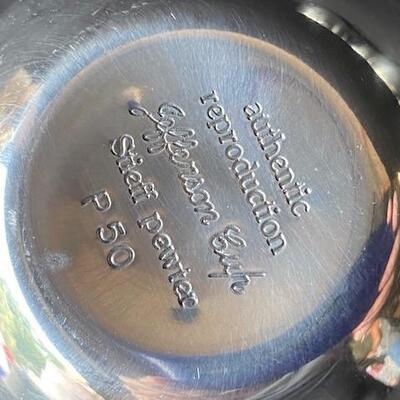 authentic
reproduction
Jefferson Cup
Stieff pewter
P 50